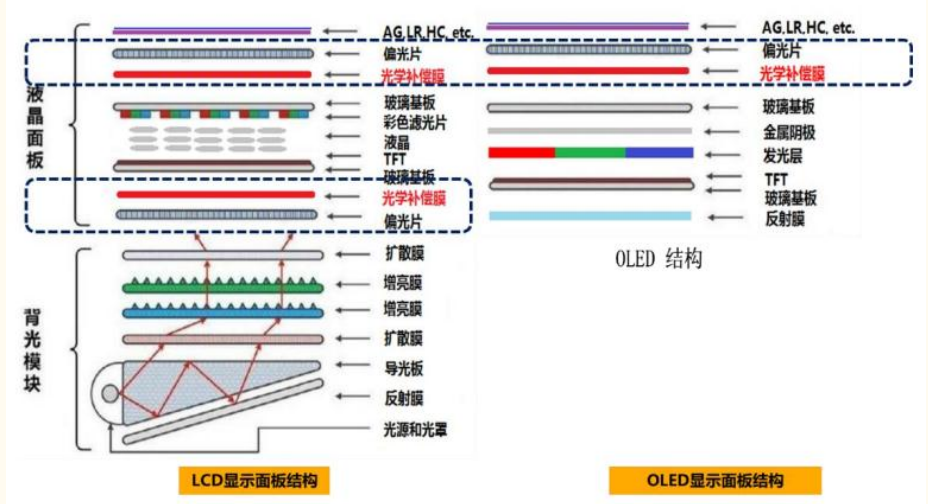 AG,LR,HC, etc.
偏光片
光学补偿膜
玻璃基板
彩色滤光片
液晶
TFT
玻璃基板
光学补偿膜
偏光片
液晶面板
扩散膜
增亮膜
增亮膜
扩散膜
导光板
反射膜
光源和光罩
背光模块
LCD显示面板结构
AG,LR,HC, etc.
偏光片
光学补偿膜
玻璃基板
金属阴极
发光层
TFT
玻璃基板
反射膜
OLED 结构
OLED显示面板结构